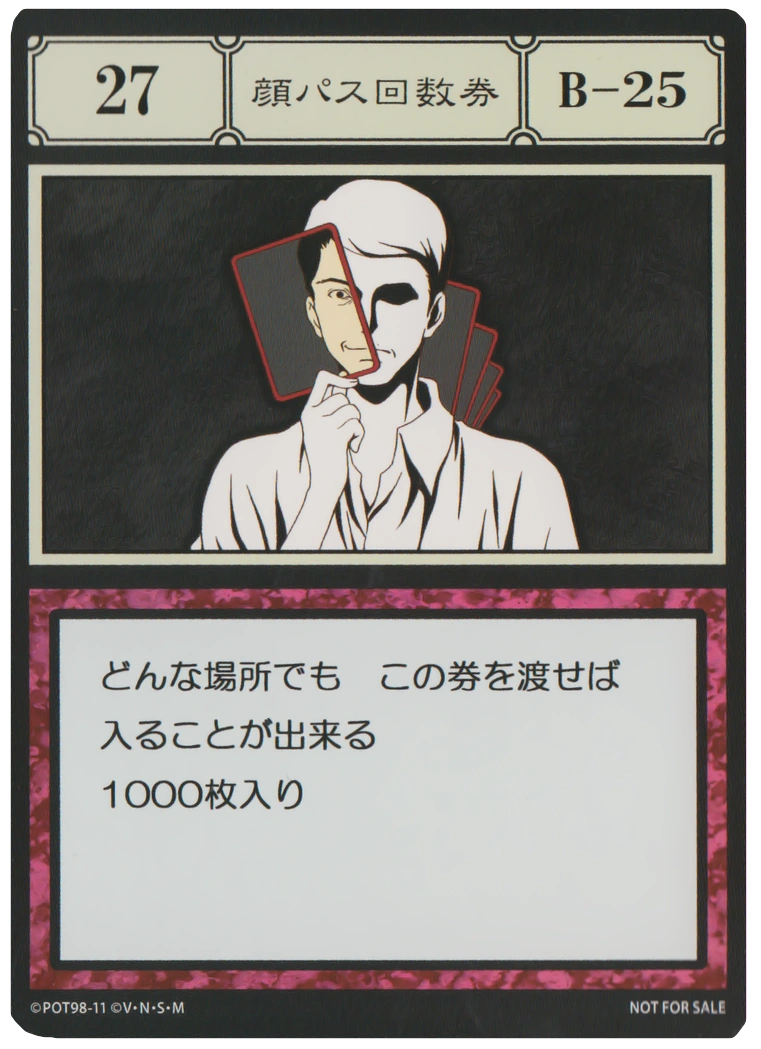 27
顔パス回数券
B-25
どんな場所でも　この券を渡せば
入ることが出来る
1000枚入り
©POT98-11 ©V・N・S・M
NOT FOR SALE